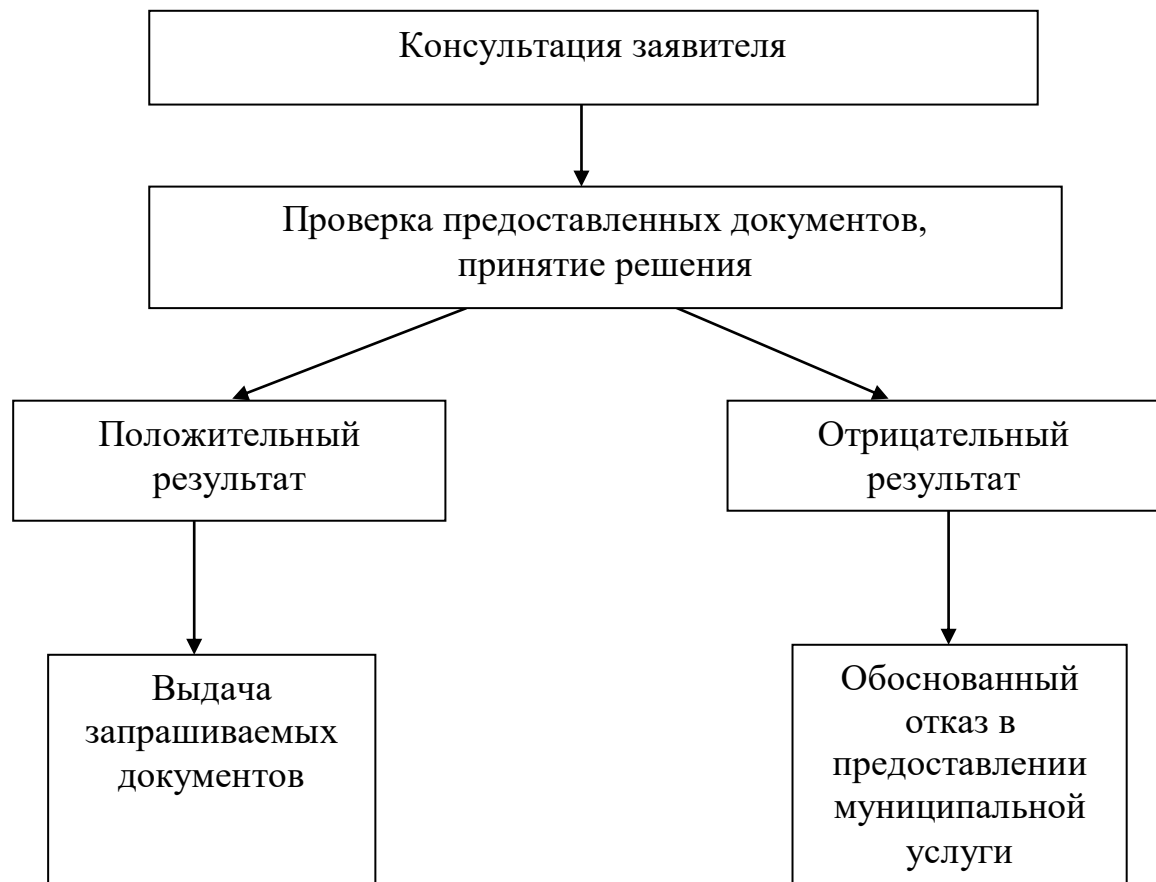 Консультация заявителя
Проверка предоставленных документов,
принятие решения
Положительный
результат
Отрицательный
результат
Выдача
запрашиваемых
документов
Обоснованный
отказ в
предоставлении
муниципальной
услуги